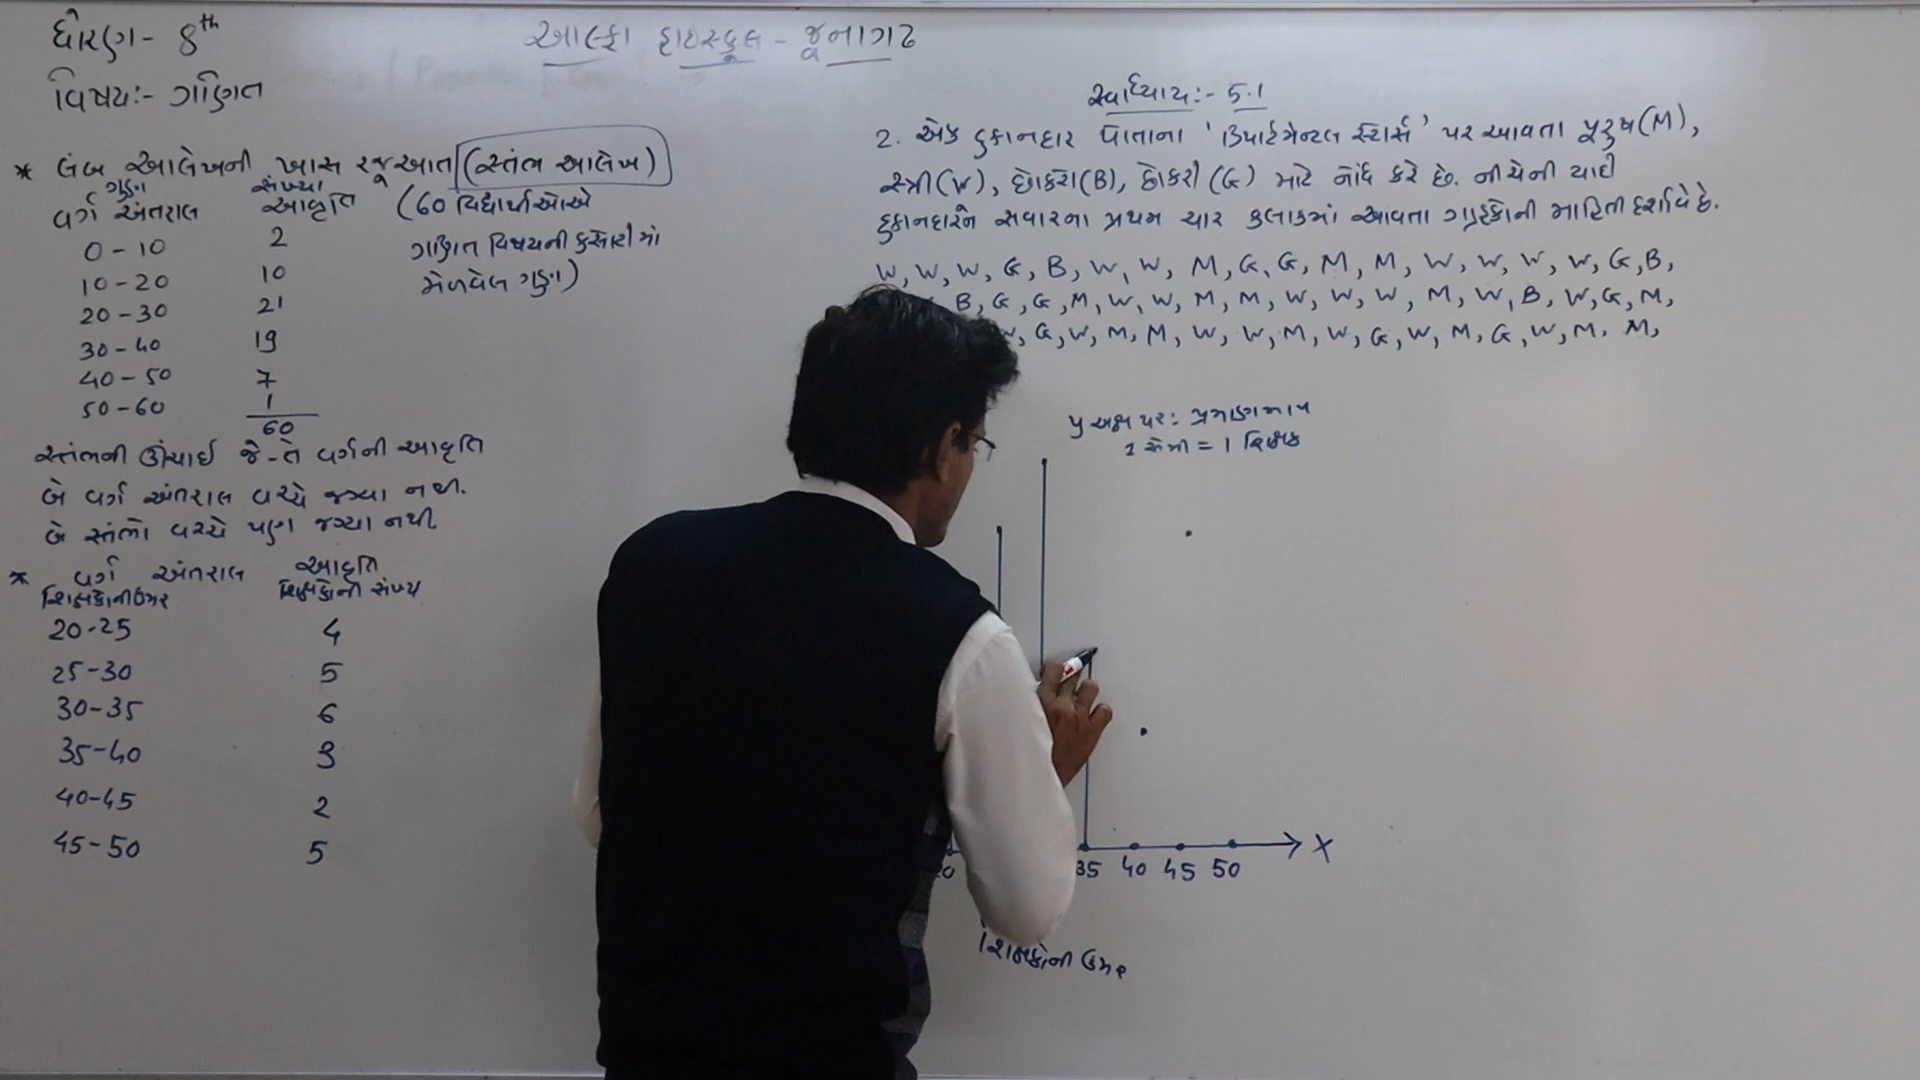 ધોરણ- 8th
વિષય:- ગણિત
આલ્ફા હાઇસ્કૂલ - જૂનાગઢ
* લંબ આલેખની ખાસ રજૂઆત (સ્તંભ આલેખ)
ગુણ સંખ્યા
વર્ગ અંતરાલ આવૃત્તિ
0-10 2
10-20 10
20-30 21
30-40 19
40-50 7
50-60 1
60
(60 વિદ્યાર્થીઓએ
ગણિત વિષયની કસોટીમાં
મેળવેલ ગુણ)
સ્તંભની ઊંચાઈ જે-તે વર્ગની આવૃતિ
બે વર્ગ અંતરાલ વચ્ચે જગ્યા નથી.
બે સ્તંભો વચ્ચે પણ જગ્યા નથી.
* વર્ગ અંતરાલ આવૃતિ
શિક્ષકોની ઉંમર શિક્ષકોની સંખ્યા
20-25 4
25-30 5
30-35 6
35-40 3
40-45 2
45-50 5
સ્વાધ્યાય:- 5.1
2. એક દુકાનદાર પોતાના 'ડિપાર્ટમેન્ટલ સ્ટોર્સ' પર આવતા પુરુષ(M),
સ્ત્રી(W), છોકરો(B), છોકરી(G) માટે નોંધ કરે છે. નીચેની યાદી
દુકાનદારને સવારના પ્રથમ ચાર કલાકમાં આવતા ગ્રાહકોની માહિતી દર્શાવે છે.
W, W, W, G, B, W, W, M, G, G, M, M, W, W, W, W, G, B,
B, G, G, M, W, W, M, M, W, W, W, M, W, B, W, G, M,
W, G, W, M, M, W, W, M, W, G, W, M, G, W, M, M,
y અક્ષ પર: પ્રમાણમાપ
1 સેમી = 1 શિક્ષક
35 40 45 50 X
શિક્ષકોની ઉંમર